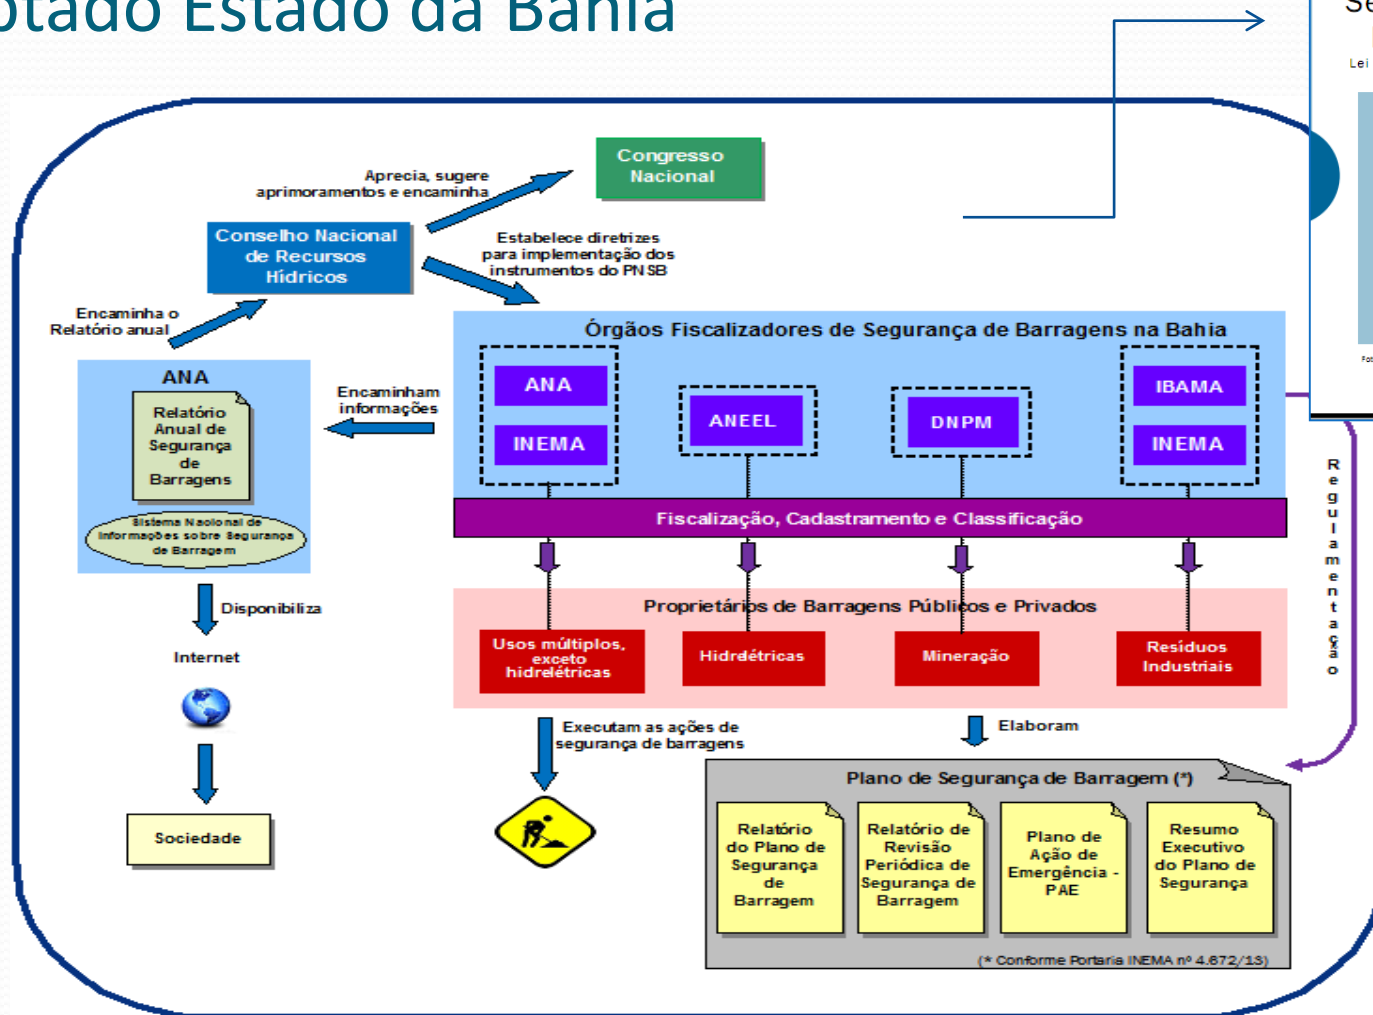 otado Estado da Bahia
Se
Lei
Congresso
Nacional
Aprecia, sugere
aprimoramentos e encaminha
Conselho Nacional
de Recursos
Hídricos
Estabelece diretrizes
para implementação dos
instrumentos do PNSB
Encaminha o
Relatório anual
Órgãos Fiscalizadores de Segurança de Barragens na Bahia
ANA
Relatório
Anual de
Segurança
de
Barragens
Sistema Nacional de
Informações sobre Segurança
de Barragem
Encaminham
informações
ANA
INEMA
ANEEL
DNPM
IBAMA
INEMA
Fiscalização, Cadastramento e Classificação
Regulamentação
Disponibiliza
Internet
Sociedade
Proprietários de Barragens Públicos e Privados
Usos múltiplos,
exceto
hidrelétricas
Hidrelétricas
Mineração
Resíduos
Industriais
Executam as ações de
segurança de barragens
Elaboram
Plano de Segurança de Barragem (*)
Relatório
do Plano de
Segurança
de
Barragem
Relatório de
Revisão
Periódica de
Segurança de
Barragem
Plano de
Ação de
Emergência -
PAE
Resumo
Executivo
do Plano de
Segurança
(* Conforme Portaria INEMA nº 4.672/13)